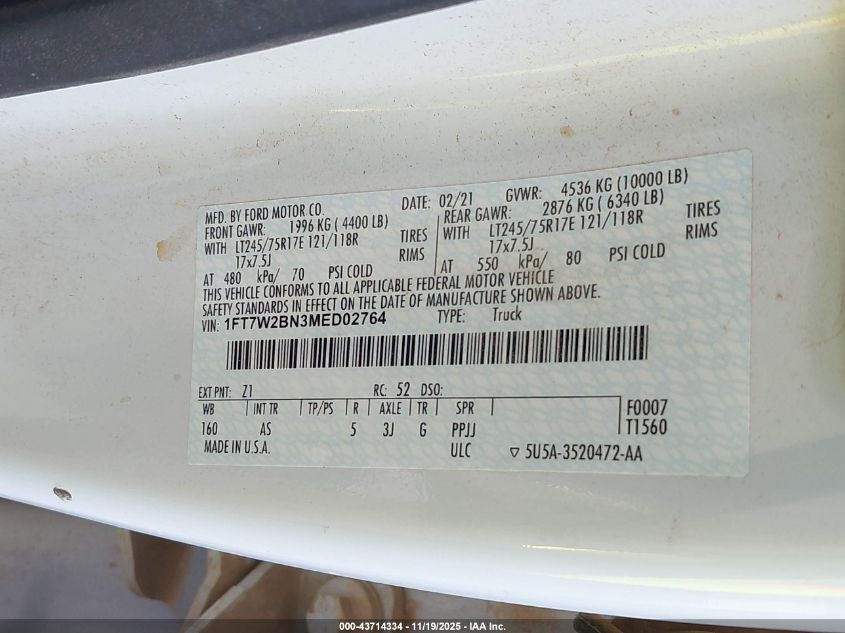 MFD. BY FORD MOTOR CO. DATE: 02/21 GVWR: 4536 KG (10000 LB)
FRONT GAWR: 1996 KG ( 4400 LB) REAR GAWR: 2876 KG ( 6340 LB)
WITH LT245/75R17E 121/118R TIRES WITH LT245/75R17E 121/118R TIRES
17x7.5J RIMS 17x7.5J RIMS
AT 480 kPa/ 70 PSI COLD AT 550 kPa/ 80 PSI COLD
THIS VEHICLE CONFORMS TO ALL APPLICABLE FEDERAL MOTOR VEHICLE
SAFETY STANDARDS IN EFFECT ON THE DATE OF MANUFACTURE SHOWN ABOVE.
VIN: 1FT7W2BN3MED02764 TYPE: Truck
EXT PNT: Z1 RC: 52 DSO:
WB INT TR TP/PS R AXLE TR SPR F0007
160 AS 5 3J G PPJJ T1560
MADE IN U.S.A. ULC ▽ 5U5A-3520472-AA
000-43714334 - 11/19/2025 - IAA Inc.